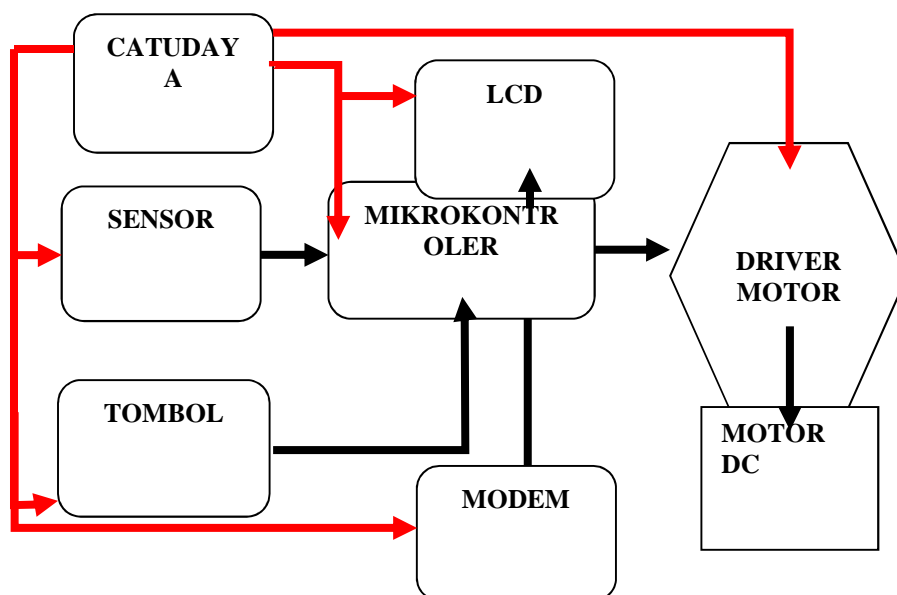 CATUDAY
A
LCD
SENSOR
MIKROKONTR
OLER
DRIVER
MOTOR
TOMBOL
MOTOR
DC
MODEM